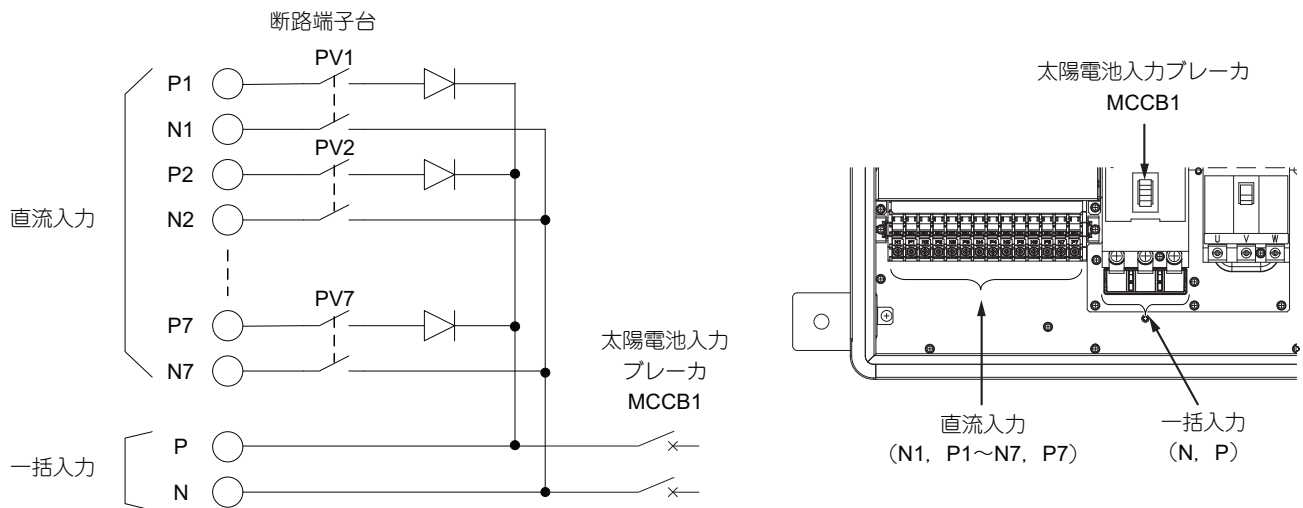 断路端子台
PV1
P1
N1
PV2
P2
N2
直流入力
PV7
P7
N7
太陽電池入力
ブレーカ
MCCB1
一括入力
P
N
太陽電池入力ブレーカ
MCCB1
U V W
直流入力
（N1，P1～N7，P7）
一括入力
（N，P）